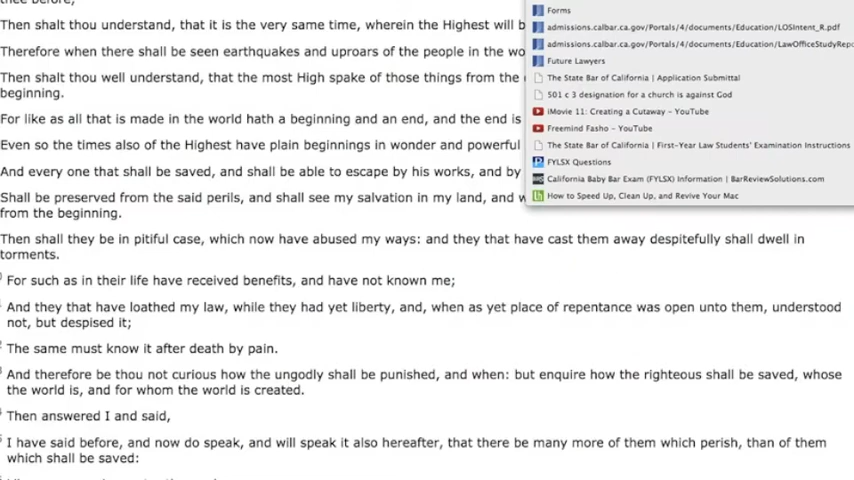 Then shalt thou understand, that it is the very same time, wherein the Highest will b
Therefore when there shall be seen earthquakes and uproars of the people in the wo
Then shalt thou well understand, that the most High spake of those things from the
beginning.
For like as all that is made in the world hath a beginning and an end, and the end is
Even so the times also of the Highest have plain beginnings in wonder and powerful
And every one that shall be saved, and shall be able to escape by his works, and by
Shall be preserved from the said perils, and shall see my salvation in my land, and w
from the beginning.
Then shall they be in pitiful case, which now have abused my ways: and they that have cast them away despitefully shall dwell in
torments.
For such as in their life have received benefits, and have not known me;
And they that have loathed my law, while they had yet liberty, and, when as yet place of repentance was open unto them, understood
not, but despised it;
The same must know it after death by pain.
And therefore be thou not curious how the ungodly shall be punished, and when: but enquire how the righteous shall be saved, whose
the world is, and for whom the world is created.
Then answered I and said,
I have said before, and now do speak, and will speak it also hereafter, that there be many more of them which perish, than of them
which shall be saved:
Forms
admissions.calbar.ca.gov/Portals/4/documents/Education/LOSIntent_R.pdf
admissions.calbar.ca.gov/Portals/4/documents/Education/LawOfficeStudyRepo
Future Lawyers
The State Bar of California | Application Submittal
501 c 3 designation for a church is against God
iMovie 11: Creating a Cutaway - YouTube
Freemind Fasho - YouTube
The State Bar of California | First-Year Law Students' Examination Instructions
FYLSX Questions
California Baby Bar Exam (FYLSX) Information | BarReviewSolutions.com
How to Speed Up, Clean Up, and Revive Your Mac